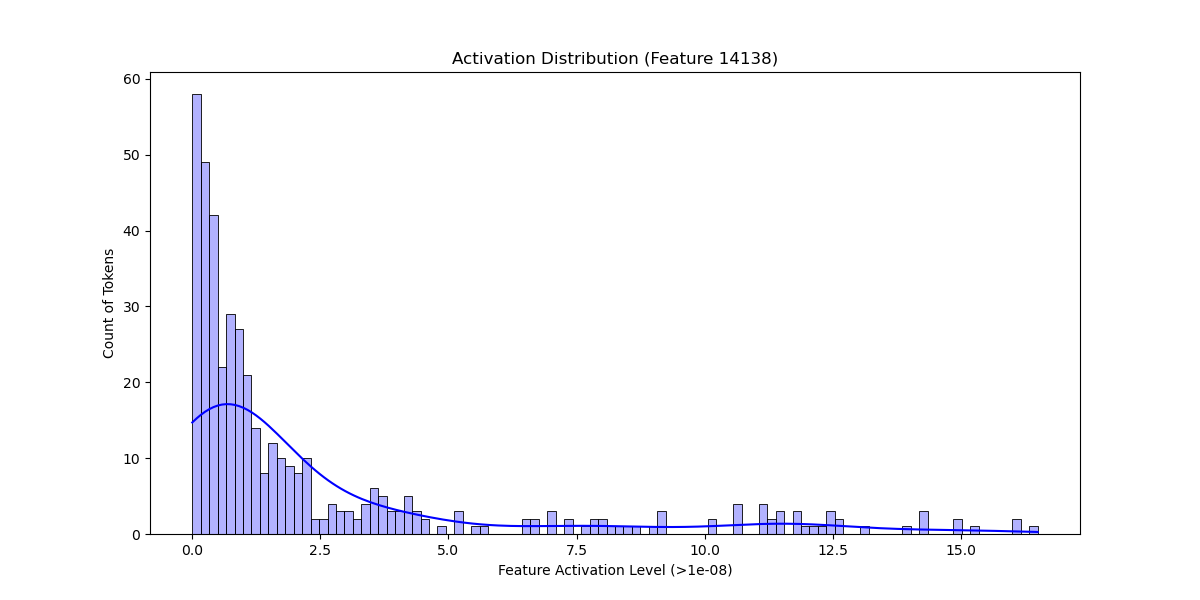 Activation Distribution (Feature 14138)
60
50
40
30
20
10
0
Count of Tokens
0.0 2.5 5.0 7.5 10.0 12.5 15.0
Feature Activation Level (>1e-08)